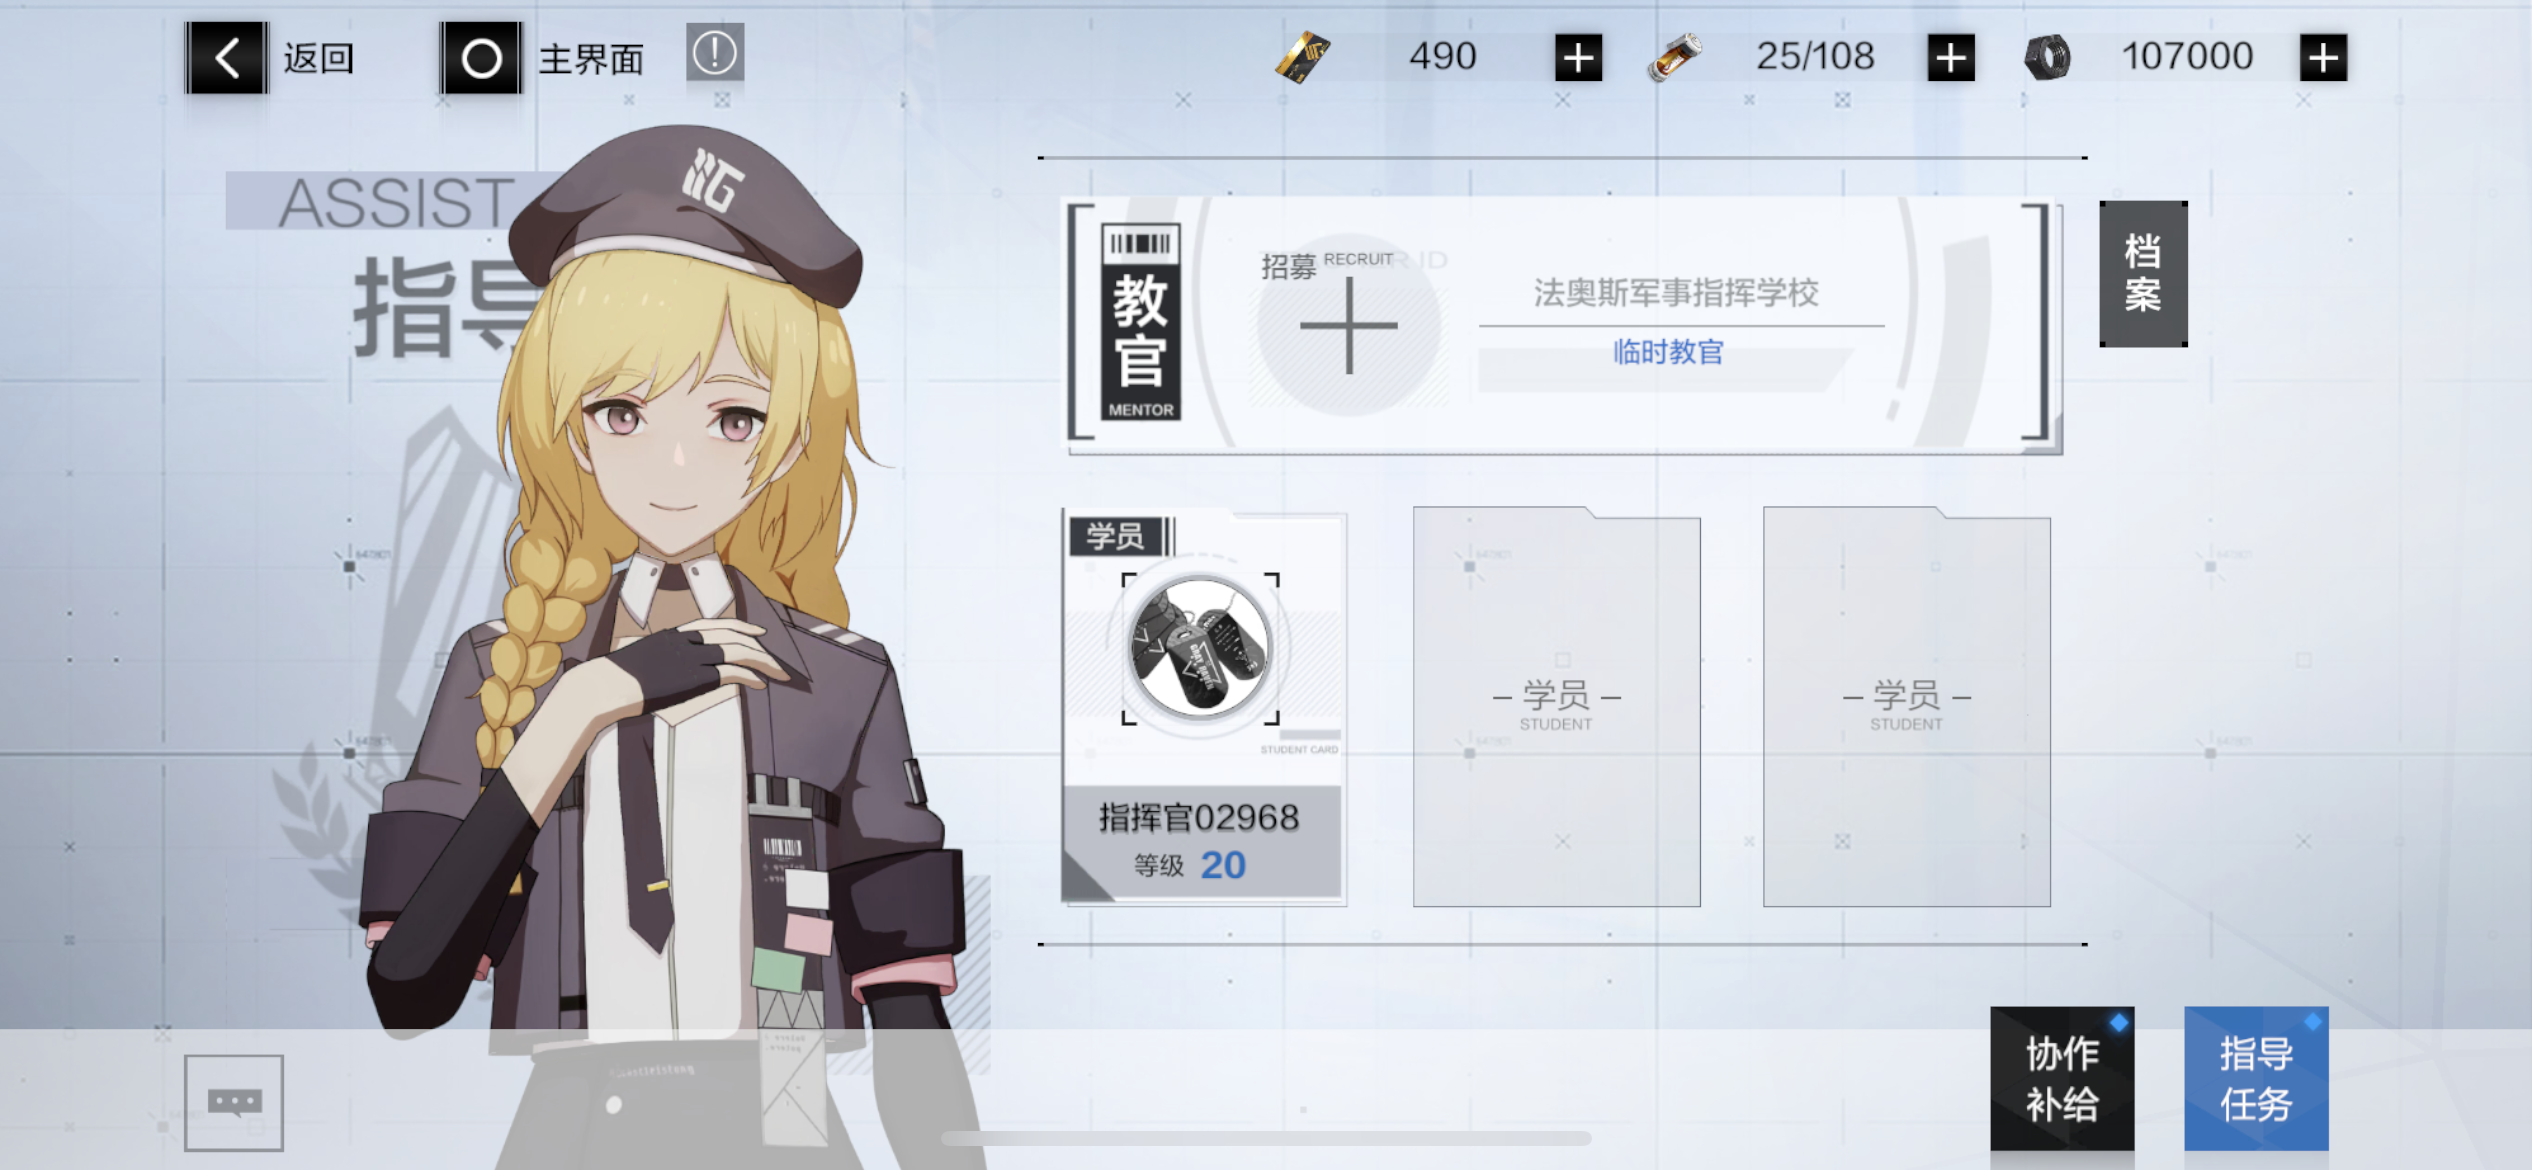 返回
主界面
490
25/108
107000
ASSIST
指导
招募 RECRUIT
教官
MENTOR
法奥斯军事指挥学校
临时教官
档案
学员
STUDENT CARD
指挥官02968
等级 20
学员
STUDENT
学员
STUDENT
协作
补给
指导
任务